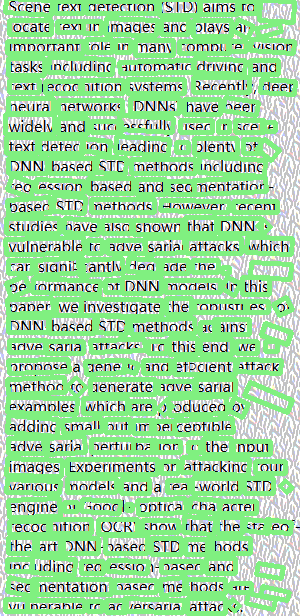 Scene text detection (STD) aims to
locate text in images and plays an
important role in many computer vision
tasks including automatic driving and
text recognition systems. Recently, deep
neural networks (DNNs) have been
widely and successfully used in scene
text detection, leading to plenty of
DNN-based STD methods including
regression-based and segmentation-
based STD methods. However, recent
studies have also shown that DNN is
vulnerable to adversarial attacks, which
can significantly degrade the
performance of DNN models. In this
paper, we investigate the robustness of
DNN-based STD methods against
adversarial attacks. To this end, we
propose a generic and efficient attack
method to generate adversarial
examples, which are produced by
adding small but imperceptible
adversarial perturbation to the input
images. Experiments on attacking four
various models and a real-world STD
engine of Google optical character
recognition (OCR) show that the state-of-
the-art DNN-based STD methods
including regression-based and
segmentation-based methods are
vulnerable to adversarial attacks.